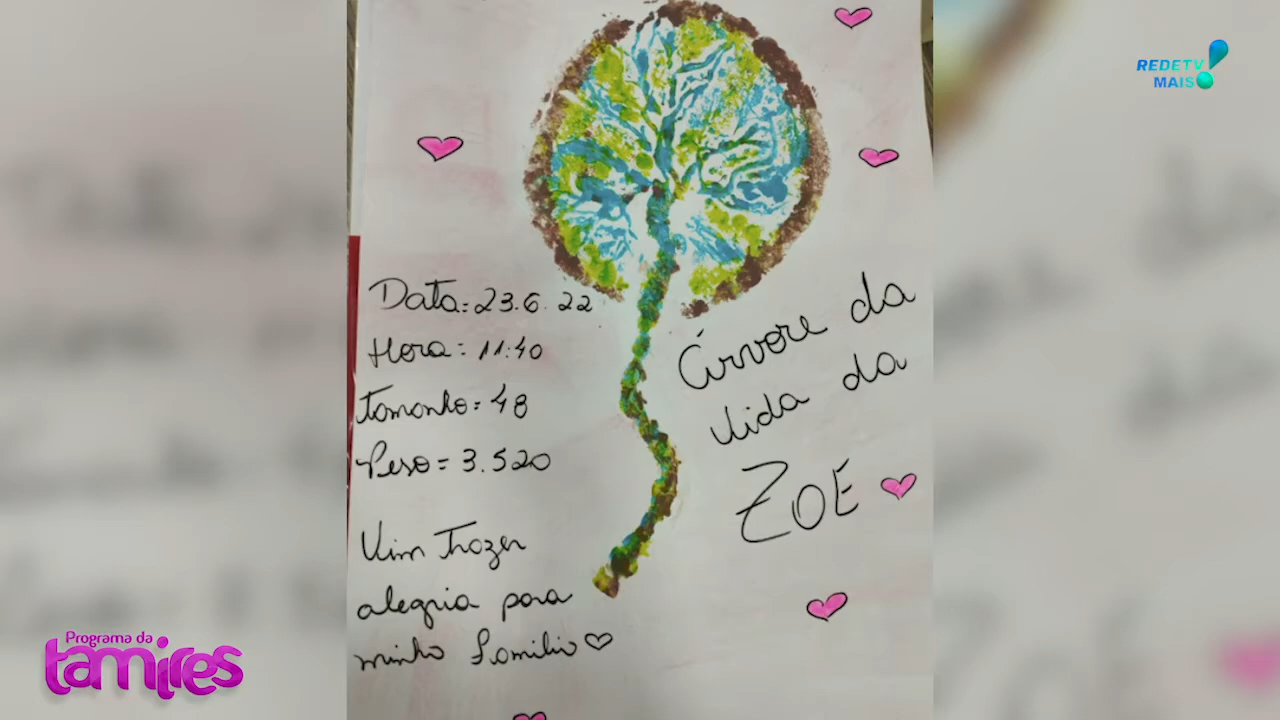 REDETV
MAIS!
Data=23.6.22
Hora=11:40
Tamanho=48
Peso=3.520
Vim Trazer
alegria para
minha Familia
Árvore da
Vida da
ZOE
Programa da
tamires